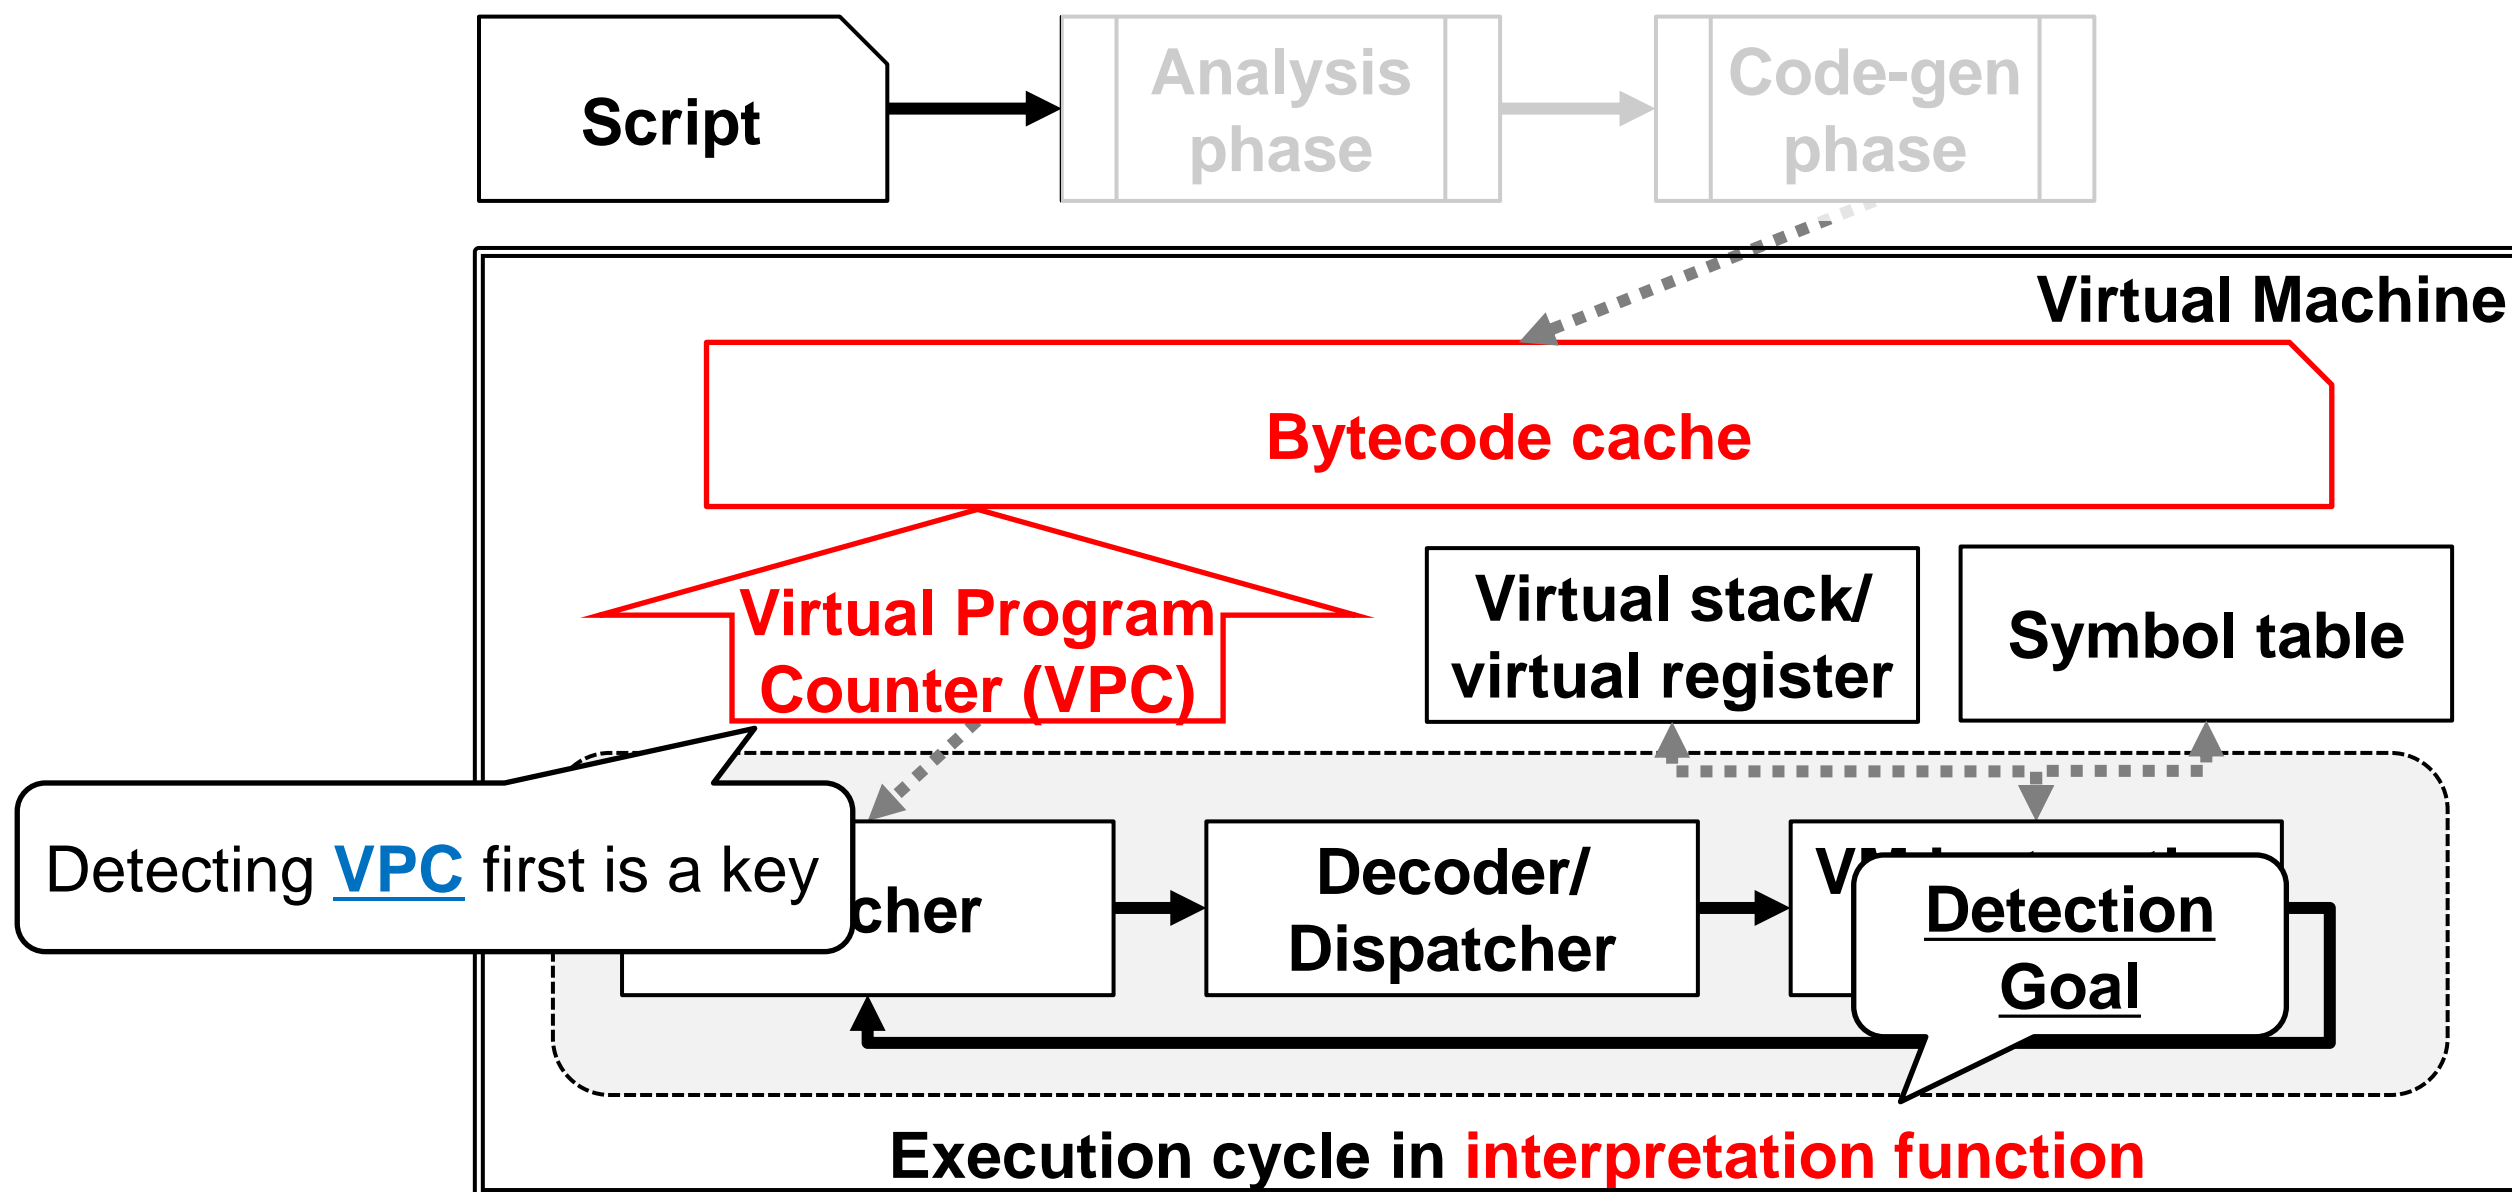 Script
Analysis
phase
Code-gen
phase
Virtual Machine
Bytecode cache
Virtual Program
Counter (VPC)
Virtual stack/
virtual register
Symbol table
Detecting VPC first is a key
cher
Decoder/
Dispatcher
Detection
Goal
Execution cycle in interpretation function